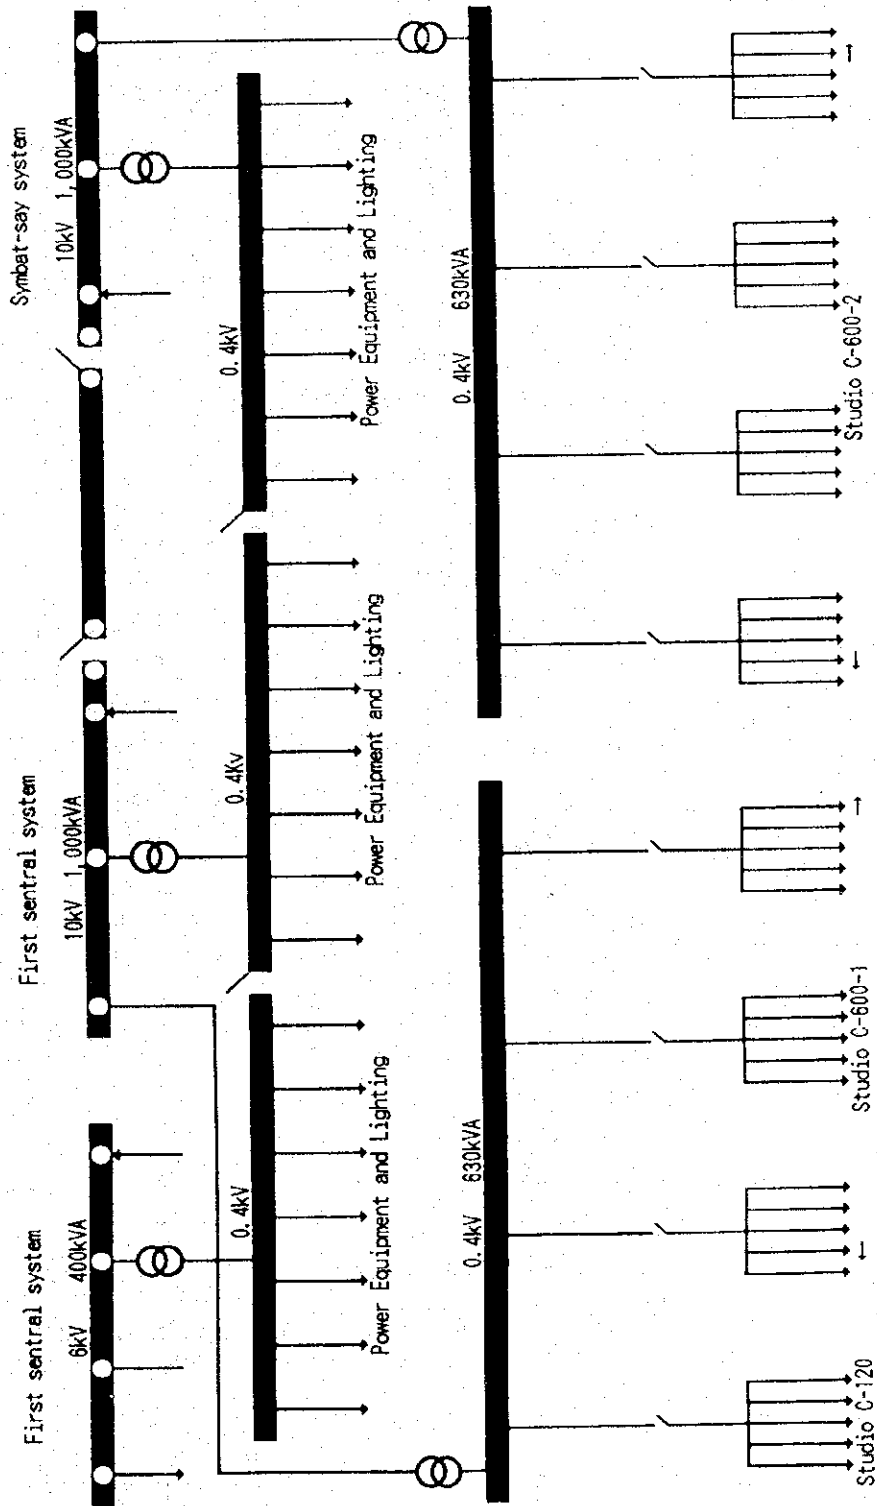 First sentral system
6kV 400kVA
First sentral system
10kV 1,000kVA
Symbat-say system
10kV 1,000kVA
0.4kV
Power Equipment and Lighting
0.4Kv
Power Equipment and Lighting
0.4kV
Power Equipment and Lighting
0.4kV 630kVA
0.4kV 630kVA
Studio C-120
←
Studio C-600-1
→
←
Studio C-600-2
→